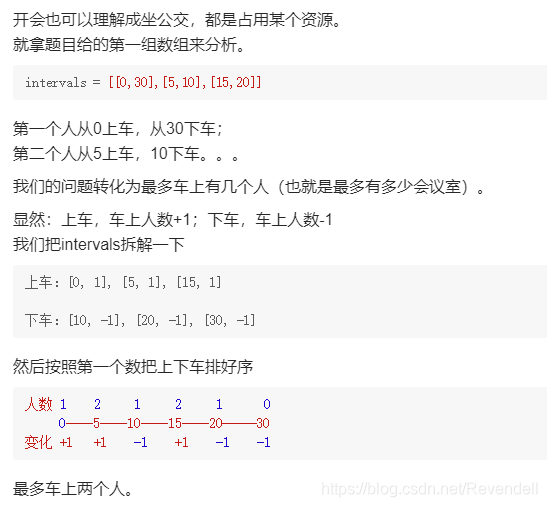 开会也可以理解成坐公交，都是占用某个资源。
就拿题目给的第一组数组来分析。
intervals = [[0,30],[5,10],[15,20]]
第一个人从0上车，从30下车；
第二个人从5上车，10下车。。。
我们的问题转化为最多车上有几个人（也就是最多有多少会议室）。
显然：上车，车上人数+1；下车，车上人数-1
我们把intervals拆解一下
上车：[0, 1], [5, 1], [15, 1]
下车：[10, -1], [20, -1], [30, -1]
然后按照第一个数把上下车排好序
人数 1 2 1 2 1 0
0——5——10——15——20——30
变化 +1 +1 -1 +1 -1 -1
最多车上两个人。
https://blog.csdn.net/Revendell